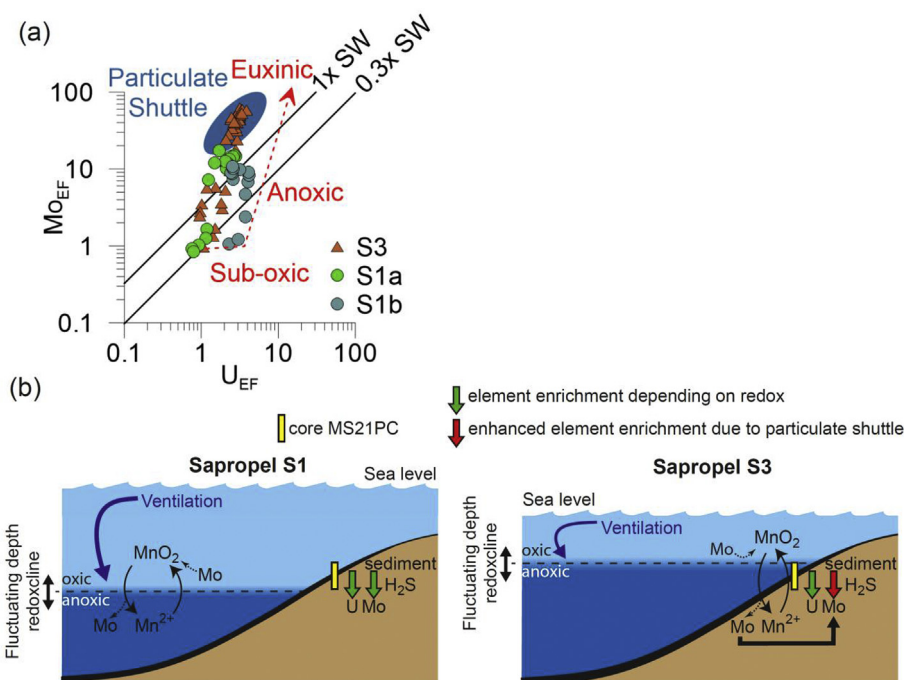 (a)
Particulate
Shuttle
Euxinic
1x SW
0.3x SW
Anoxic
Sub-oxic
S3
S1a
S1b
Mo_EF
100
10
1
0.1
0.1
1
10
100
U_EF
(b)
element enrichment depending on redox
core MS21PC
enhanced element enrichment due to particulate shuttle
Sapropel S1
Sea level
Ventilation
MnO₂
Mo
oxic
anoxic
Fluctuating depth
redoxcline
Mo
Mn²⁺
sediment
H₂S
U Mo
Sapropel S3
Sea level
Ventilation
MnO₂
Mo
oxic
anoxic
Fluctuating depth
redoxcline
Mo
Mn²⁺
sediment
H₂S
U Mo